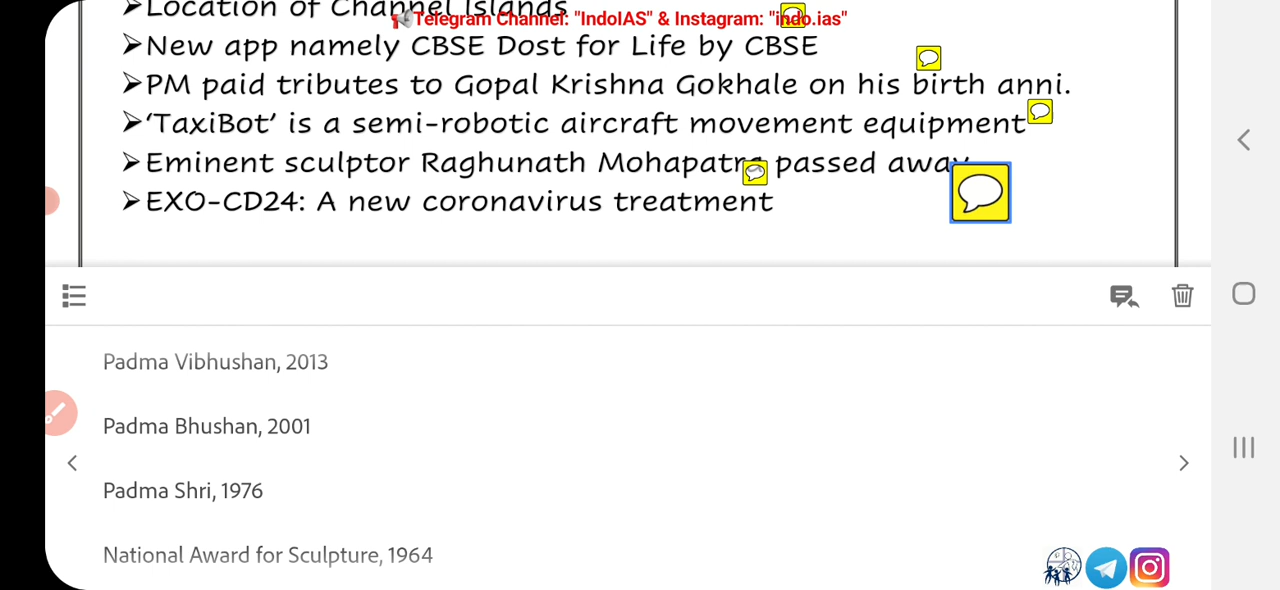 ➢Location of Channel Islands
Telegram Channel: "IndoIAS" & Instagram: "indo.ias"
➢New app namely CBSE Dost for Life by CBSE
➢PM paid tributes to Gopal Krishna Gokhale on his birth anni.
➢‘TaxiBot’ is a semi-robotic aircraft movement equipment
➢Eminent sculptor Raghunath Mohapatra passed away
➢EXO-CD24: A new coronavirus treatment
Padma Vibhushan, 2013
Padma Bhushan, 2001
Padma Shri, 1976
National Award for Sculpture, 1964